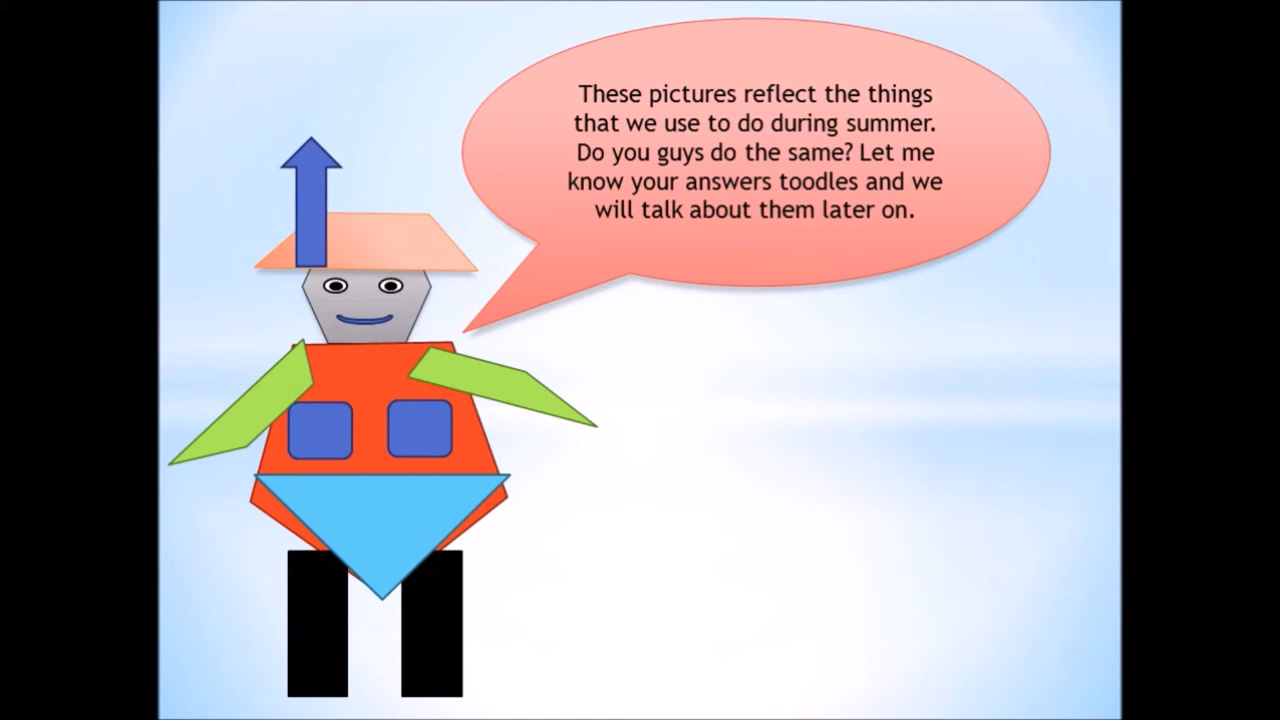 These pictures reflect the things
that we use to do during summer.
Do you guys do the same? Let me
know your answers toodles and we
will talk about them later on.